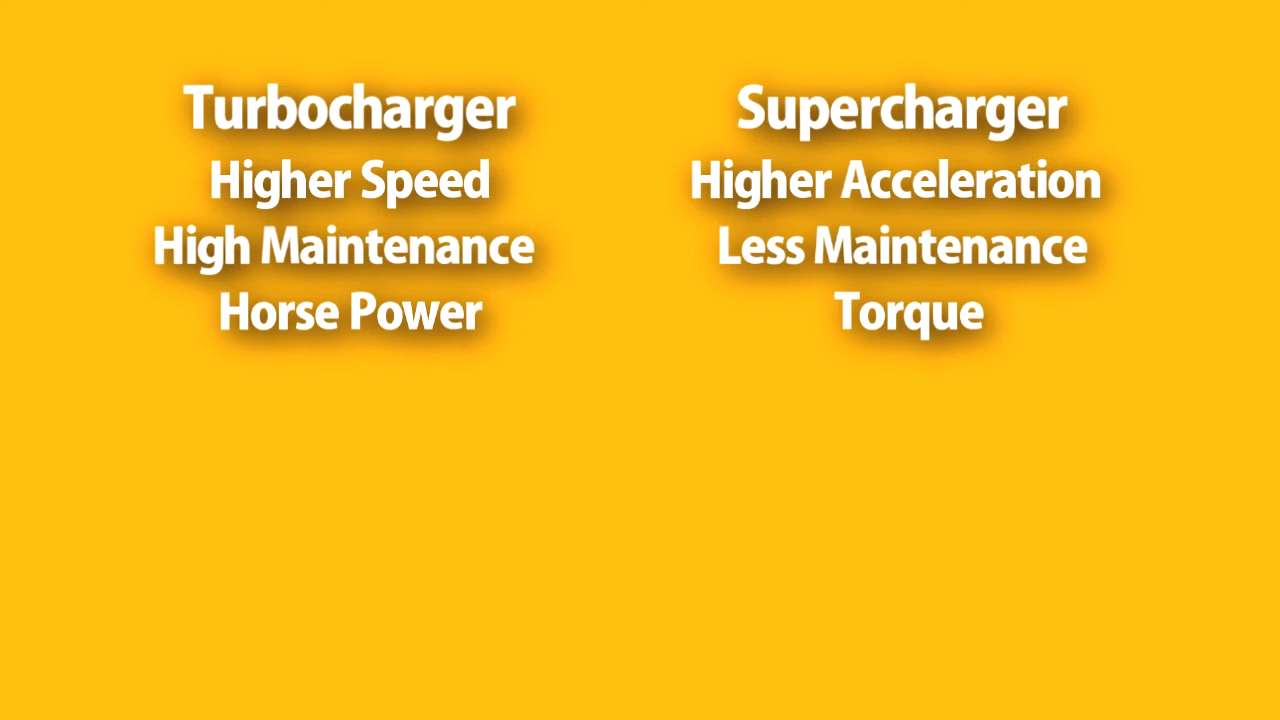 Turbocharger
Higher Speed
High Maintenance
Horse Power
Supercharger
Higher Acceleration
Less Maintenance
Torque